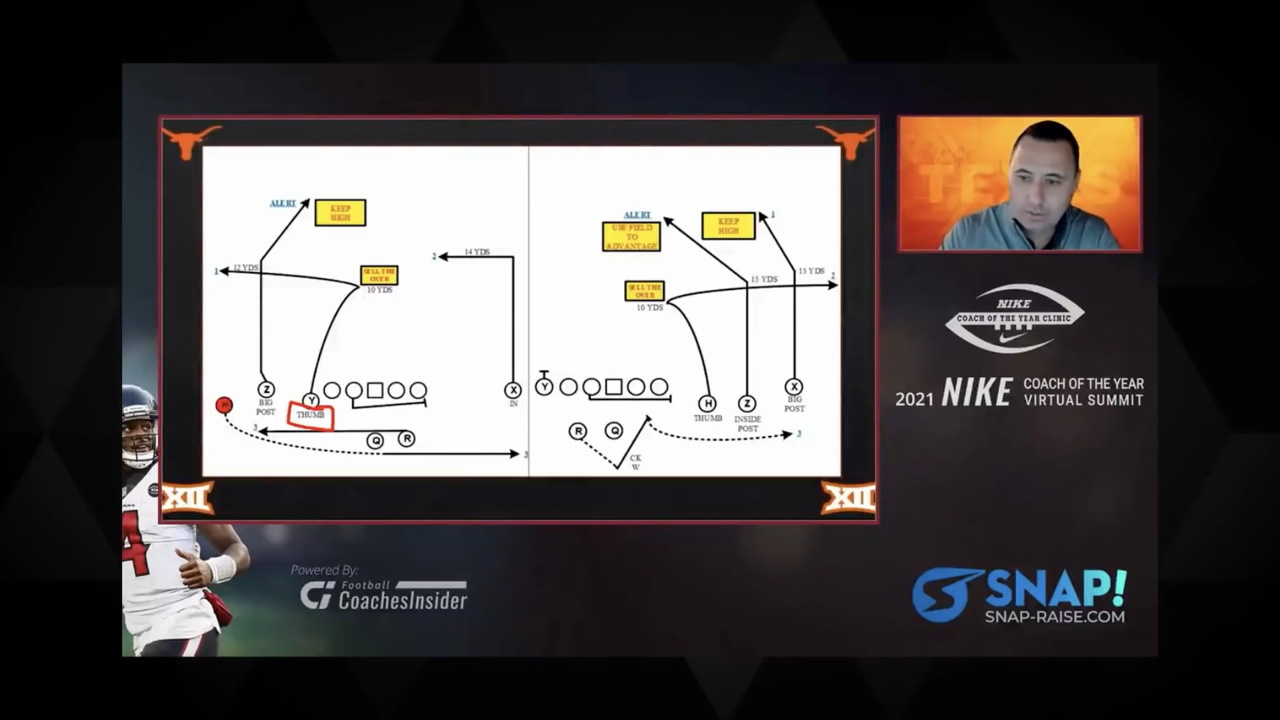 ALERT
KEEP
HIGH
1
12 YDS
SELL THE
OVER
10 YDS
2
14 YDS
Z
BIG
POST
Y
THUMB
X
IN
3
Q
R
3
ALERT
USE FIELD
TO
ADVANTAGE
KEEP
HIGH
1
SELL THE
OVER
10 YDS
15 YDS
15 YDS
2
Y
H
THUMB
Z
INSIDE
POST
X
BIG
POST
R
Q
CK
W
3
XII
XII
TEXAS
NIKE
COACH OF THE YEAR CLINIC
2021 NIKE COACH OF THE YEAR
VIRTUAL SUMMIT
4
Powered By:
Football
CoachesInsider
SNAP!
SNAP-RAISE.COM